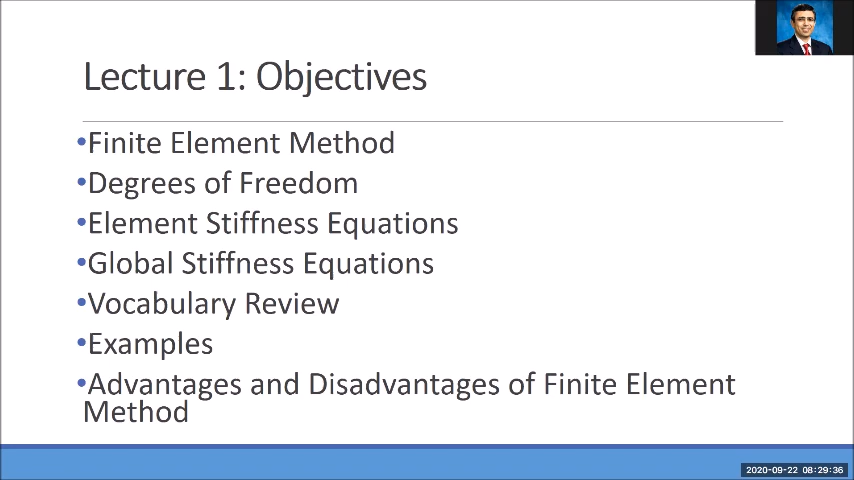 Lecture 1: Objectives
•Finite Element Method
•Degrees of Freedom
•Element Stiffness Equations
•Global Stiffness Equations
•Vocabulary Review
•Examples
•Advantages and Disadvantages of Finite Element
Method
2020-09-22 08:29:36